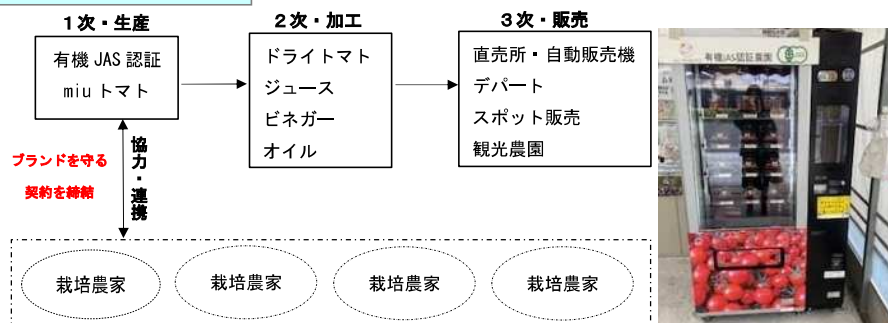 1次・生産
有機 JAS 認証
miu トマト
2次・加工
ドライトマト
ジュース
ビネガー
オイル
3次・販売
直売所・自動販売機
デパート
スポット販売
観光農園
ブランドを守る
契約を締結
協力・連携
栽培農家
栽培農家
栽培農家
栽培農家
有機JAS認証農園